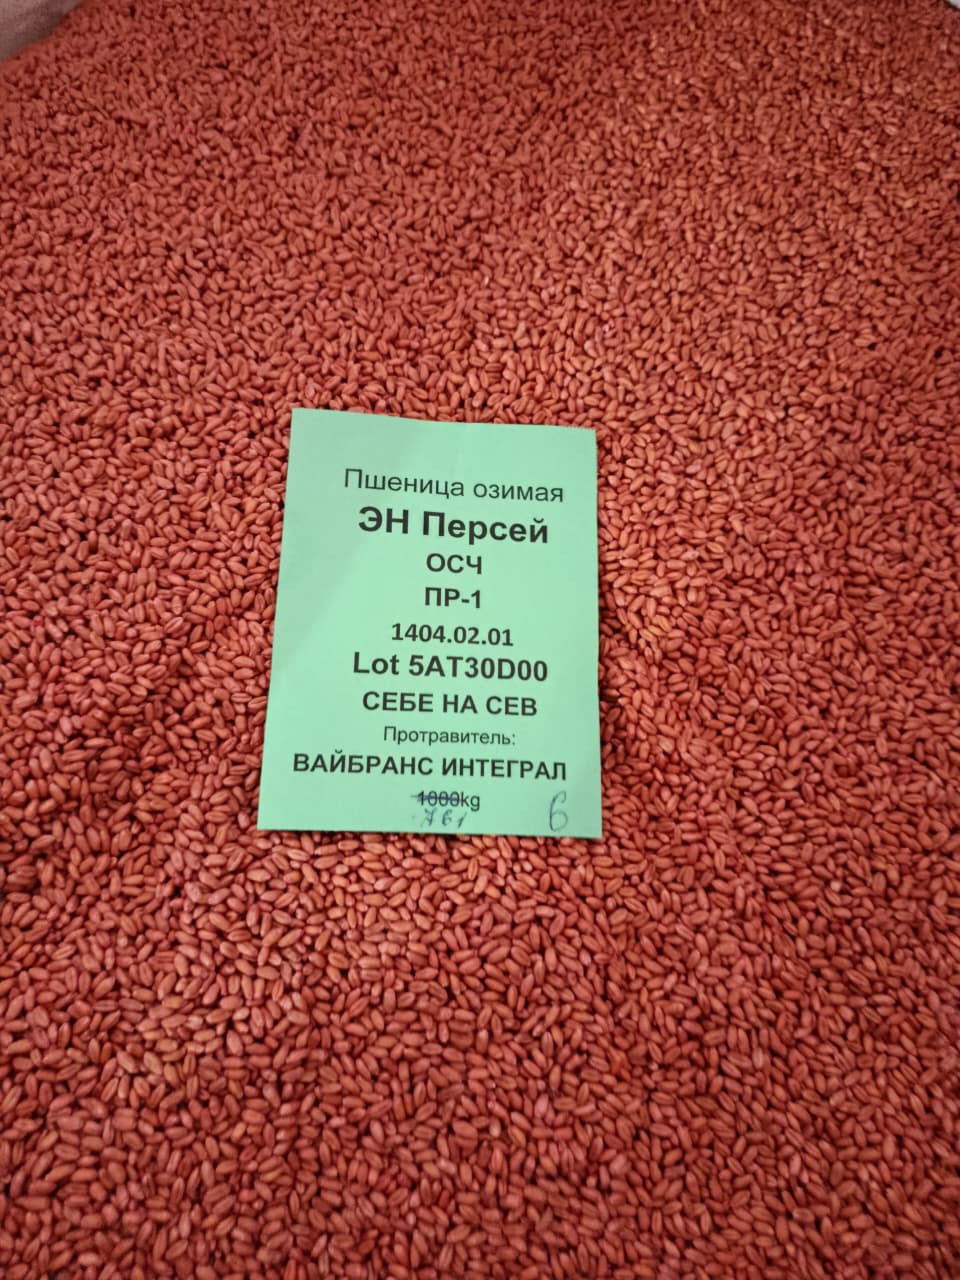 Пшеница озимая
ЭН Персей
ОСЧ
ПР-1
1404.02.01
Lot 5AT30D00
СЕБЕ НА СЕВ
Протравитель:
ВАЙБРАНС ИНТЕГРАЛ
1000kg
761 6